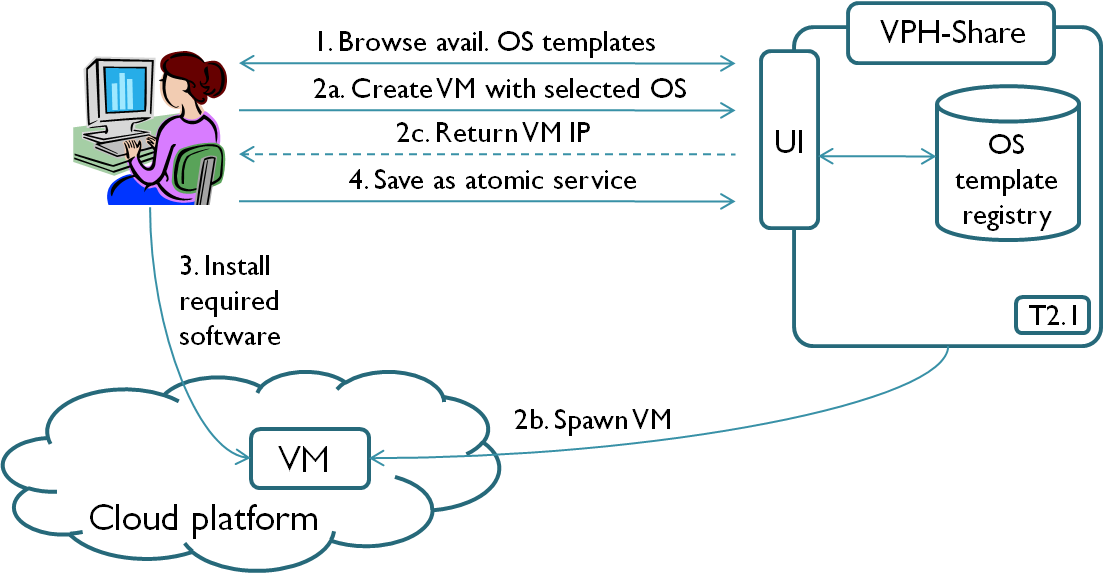 1. Browse avail. OS templates
2a. Create VM with selected OS
2c. Return VM IP
4. Save as atomic service
VPH-Share
UI
OS
template
registry
T2.1
3. Install
required
software
2b. Spawn VM
VM
Cloud platform